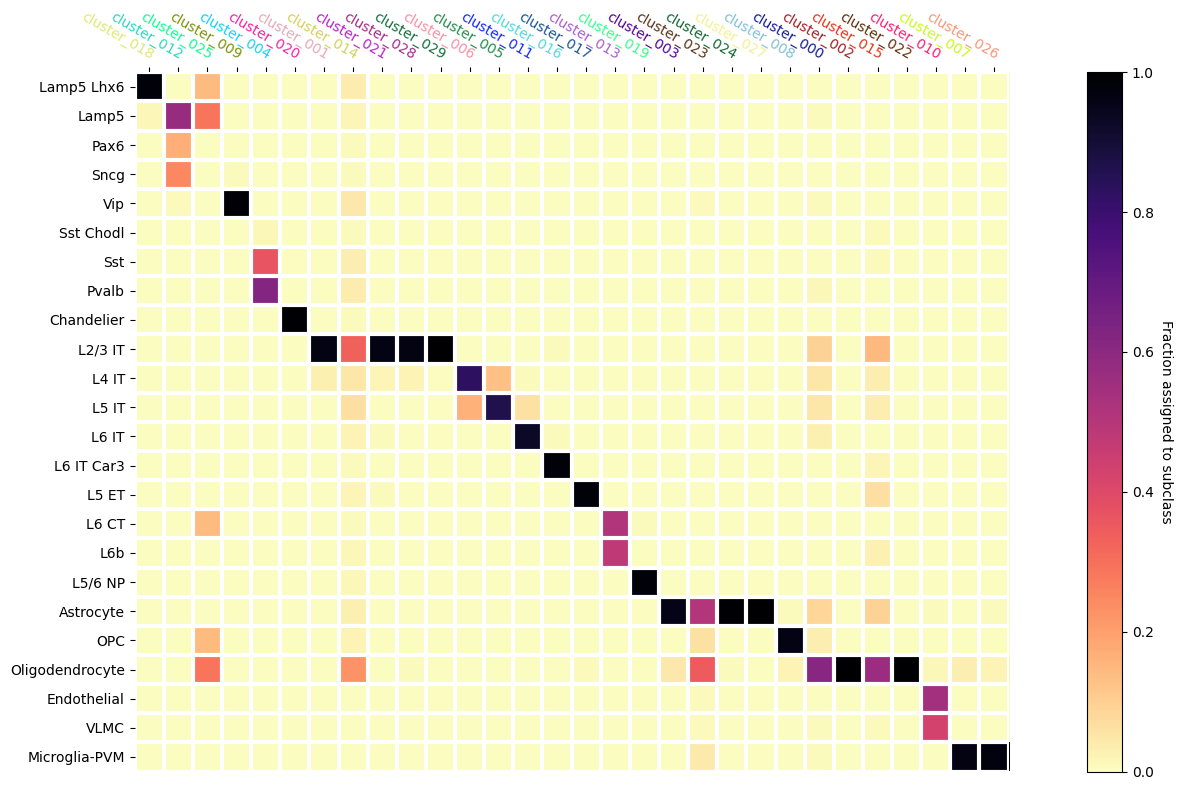 cluster_018
cluster_012
cluster_025
cluster_009
cluster_004
cluster_020
cluster_001
cluster_014
cluster_021
cluster_028
cluster_029
cluster_006
cluster_005
cluster_011
cluster_016
cluster_017
cluster_013
cluster_019
cluster_003
cluster_023
cluster_024
cluster_027
cluster_008
cluster_000
cluster_002
cluster_015
cluster_022
cluster_010
cluster_007
cluster_026
Lamp5 Lhx6
Lamp5
Pax6
Sncg
Vip
Sst Chodl
Sst
Pvalb
Chandelier
L2/3 IT
L4 IT
L5 IT
L6 IT
L6 IT Car3
L5 ET
L6 CT
L6b
L5/6 NP
Astrocyte
OPC
Oligodendrocyte
Endothelial
VLMC
Microglia-PVM
1.0
0.8
0.6
0.4
0.2
0.0
Fraction assigned to subclass